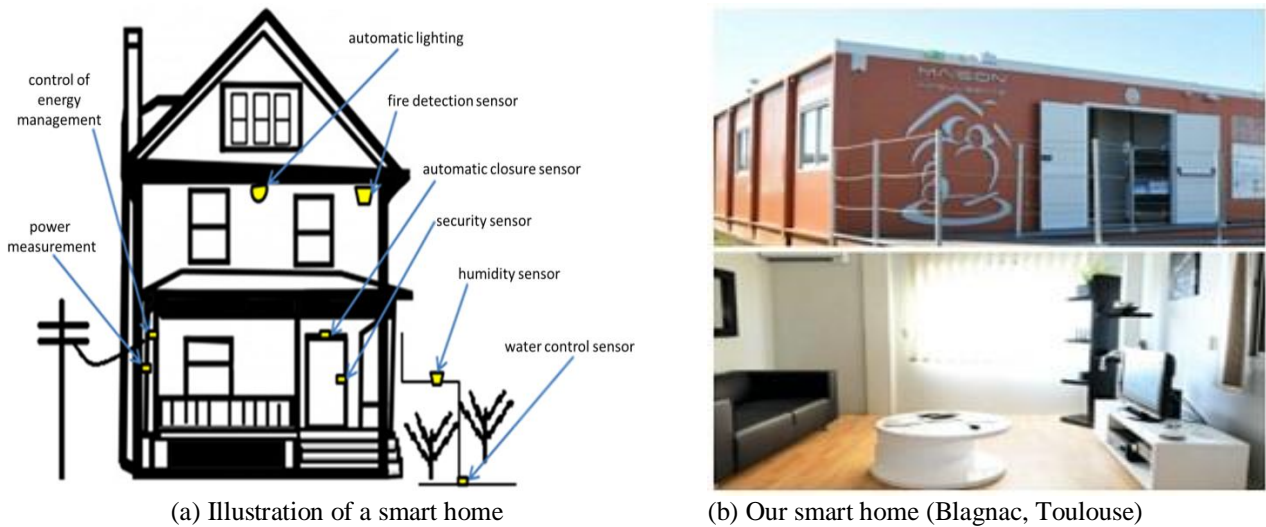 automatic lighting
control of
energy
management
fire detection sensor
automatic closure sensor
power
measurement
security sensor
humidity sensor
water control sensor
MAISON
(a) Illustration of a smart home
(b) Our smart home (Blagnac, Toulouse)